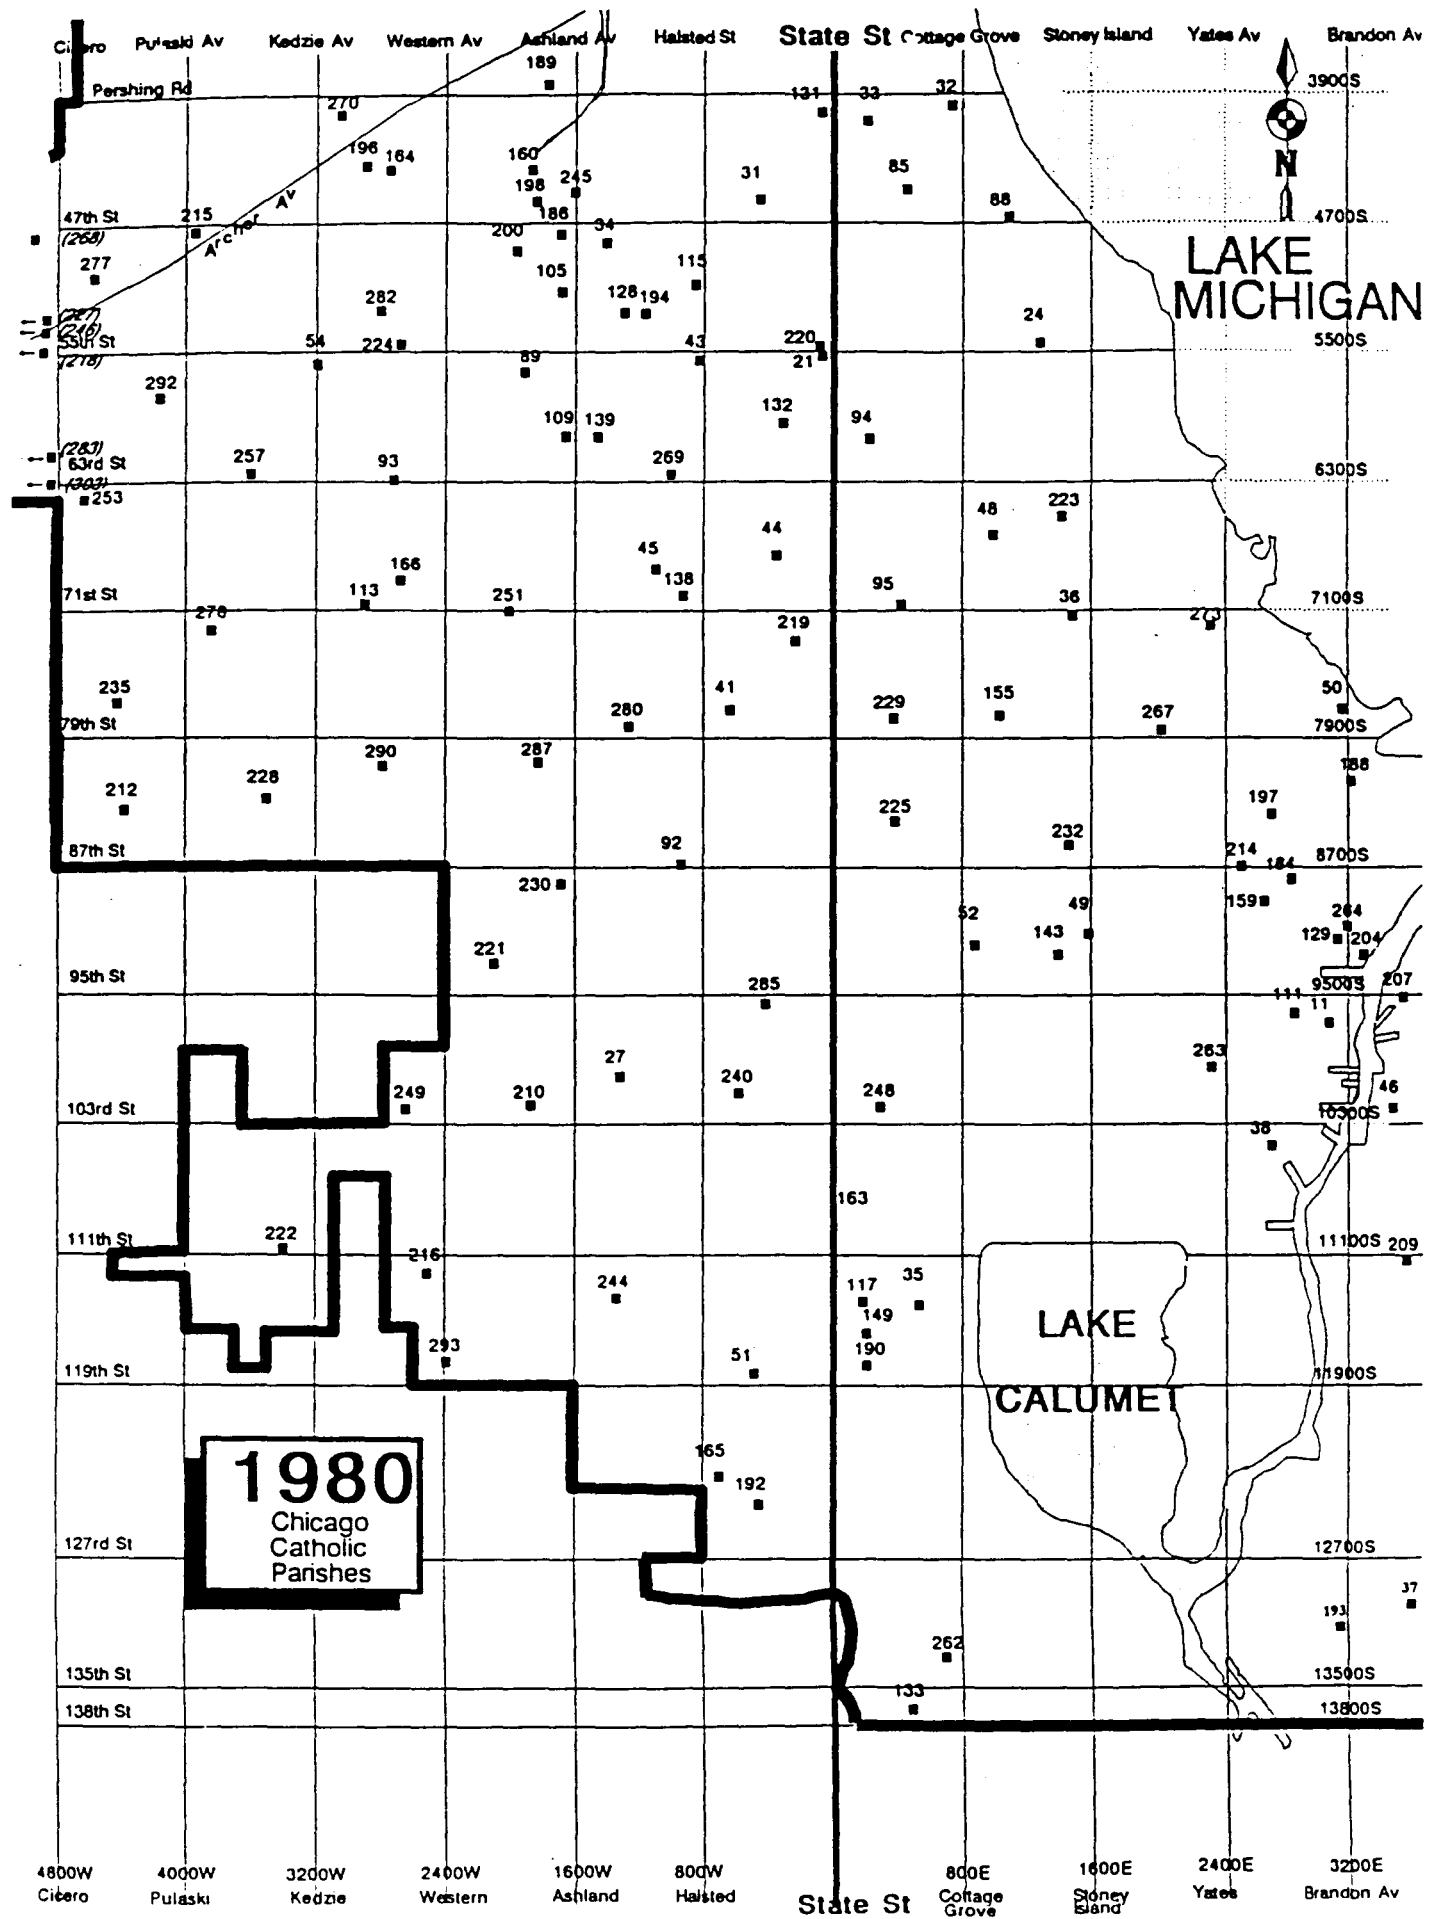 Cicero Pulaski Av Kedzie Av Western Av Ashland Av Halsted St State St Cottage Grove Stoney Island Yates Av Brandon Av
189
Pershing Rd 3900S
270 131 33 32
196 164 160 245 31 85
198
Archer Av
N
47th St 215 186 34 88 4700S
(268) 200
LAKE
MICHIGAN
277 105 115
282 128 194
(227) 24
(246)
55th St 54 224 43 220 5500S
(218) 89 21
292
109 139 132 94
(283)
63rd St 257 93 269 6300S
(303)
253
48 223
44
45
166 138
71st St 113 251 95 36 7100S
278 219 273
235 41 229 155 50
280 267
79th St 7900S
290 287 188
212 228 225 197
232
92 214
87th St 8700S
184
230 159
52 49 264
143 129 204
221
95th St 285 9500S 207
111 11
27 263
249 210 240 248 46
103rd St 10300S
38
163
222
111th St 11100S 209
216
244 117 35
149
LAKE
CALUMET
293 51 190
119th St 11900S
165
192
1980
Chicago
Catholic
Parishes
127rd St 12700S
37
193
262
135th St 13500S
133
138th St 13800S
4800W 4000W 3200W 2400W 1600W 800W 800E 1600E 2400E 3200E
Cicero Pulaski Kedzie Western Ashland Halsted State St Cottage Grove Stoney Island Yates Brandon Av